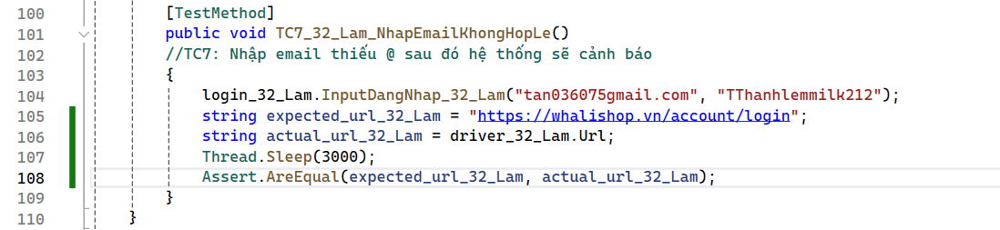 100 [TestMethod]
101 public void TC7_32_Lam_NhapEmailKhongHopLe()
102 //TC7: Nhập email thiếu @ sau đó hệ thống sẽ cảnh báo
103 {
104 login_32_Lam.InputDangNhap_32_Lam("tan036075gmail.com", "TThanhlemmilk212");
105 string expected_url_32_Lam = "https://whalishop.vn/account/login";
106 string actual_url_32_Lam = driver_32_Lam.Url;
107 Thread.Sleep(3000);
108 Assert.AreEqual(expected_url_32_Lam, actual_url_32_Lam);
109 }
110 }